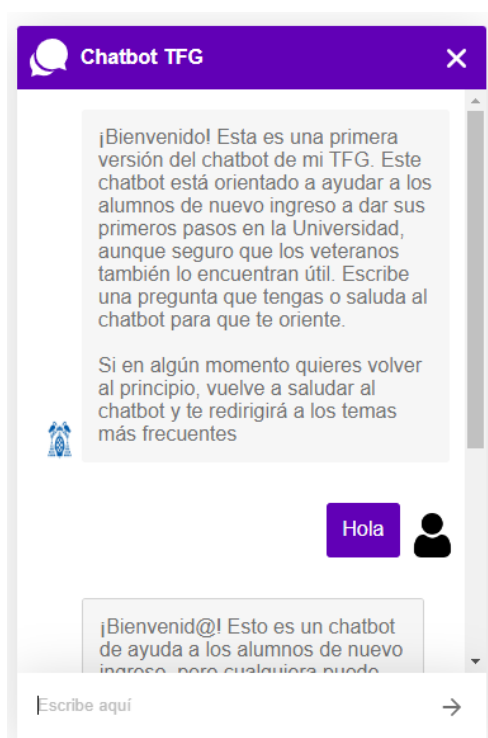 Chatbot TFG
¡Bienvenido! Esta es una primera
versión del chatbot de mi TFG. Este
chatbot está orientado a ayudar a los
alumnos de nuevo ingreso a dar sus
primeros pasos en la Universidad,
aunque seguro que los veteranos
también lo encuentran útil. Escribe
una pregunta que tengas o saluda al
chatbot para que te oriente.
Si en algún momento quieres volver
al principio, vuelve a saludar al
chatbot y te redirigirá a los temas
más frecuentes
Hola
¡Bienvenid@! Esto es un chatbot
de ayuda a los alumnos de nuevo
ingreso, pero cualquiera puede
Escribe aquí